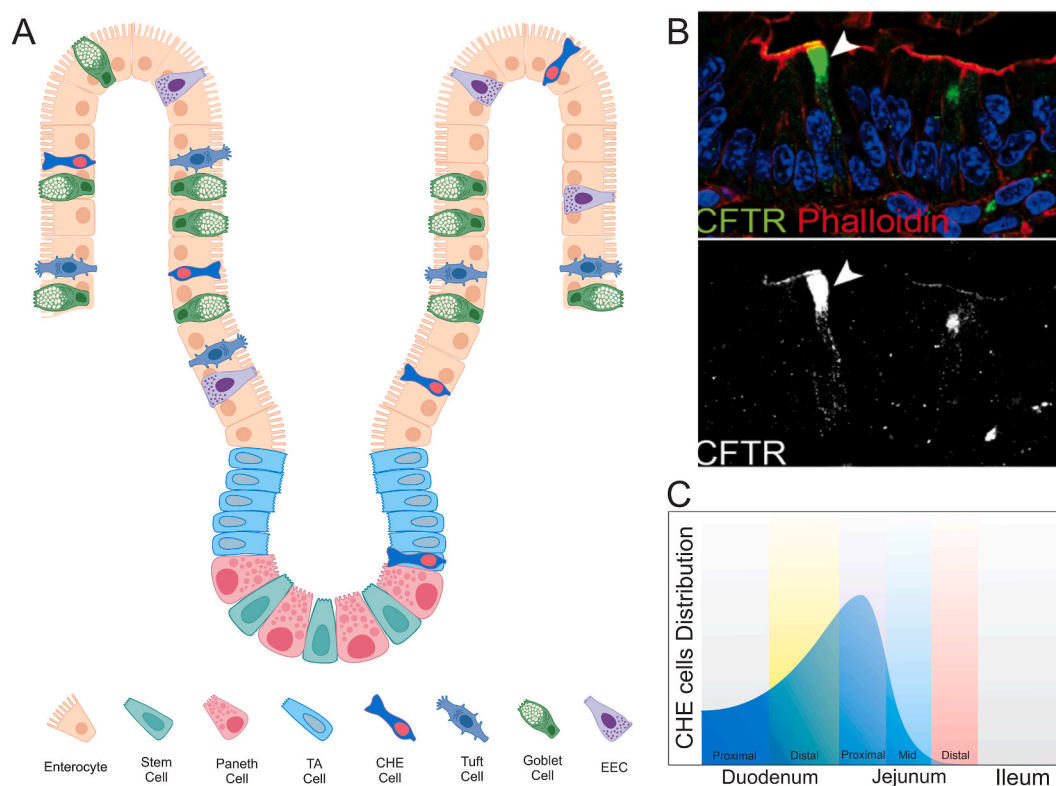 A
Enterocyte
Stem
Cell
Paneth
Cell
TA
Cell
CHE
Cell
Tuft
Cell
Goblet
Cell
EEC
B
CFTR Phalloidin
CFTR
C
CHE cells Distribution
Proximal
Distal
Proximal
Mid
Distal
Duodenum
Jejunum
Ileum